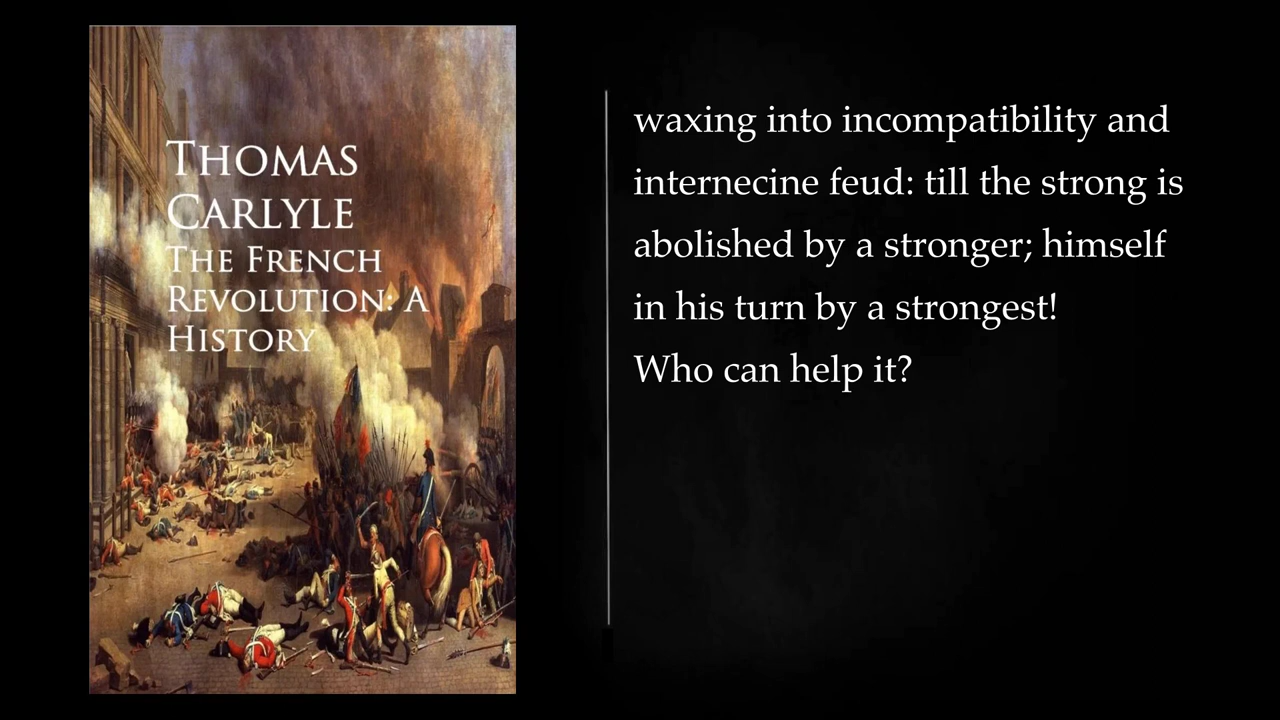 THOMAS
CARLYLE
THE FRENCH
REVOLUTION: A
HISTORY
waxing into incompatibility and
internecine feud: till the strong is
abolished by a stronger; himself
in his turn by a strongest!
Who can help it?